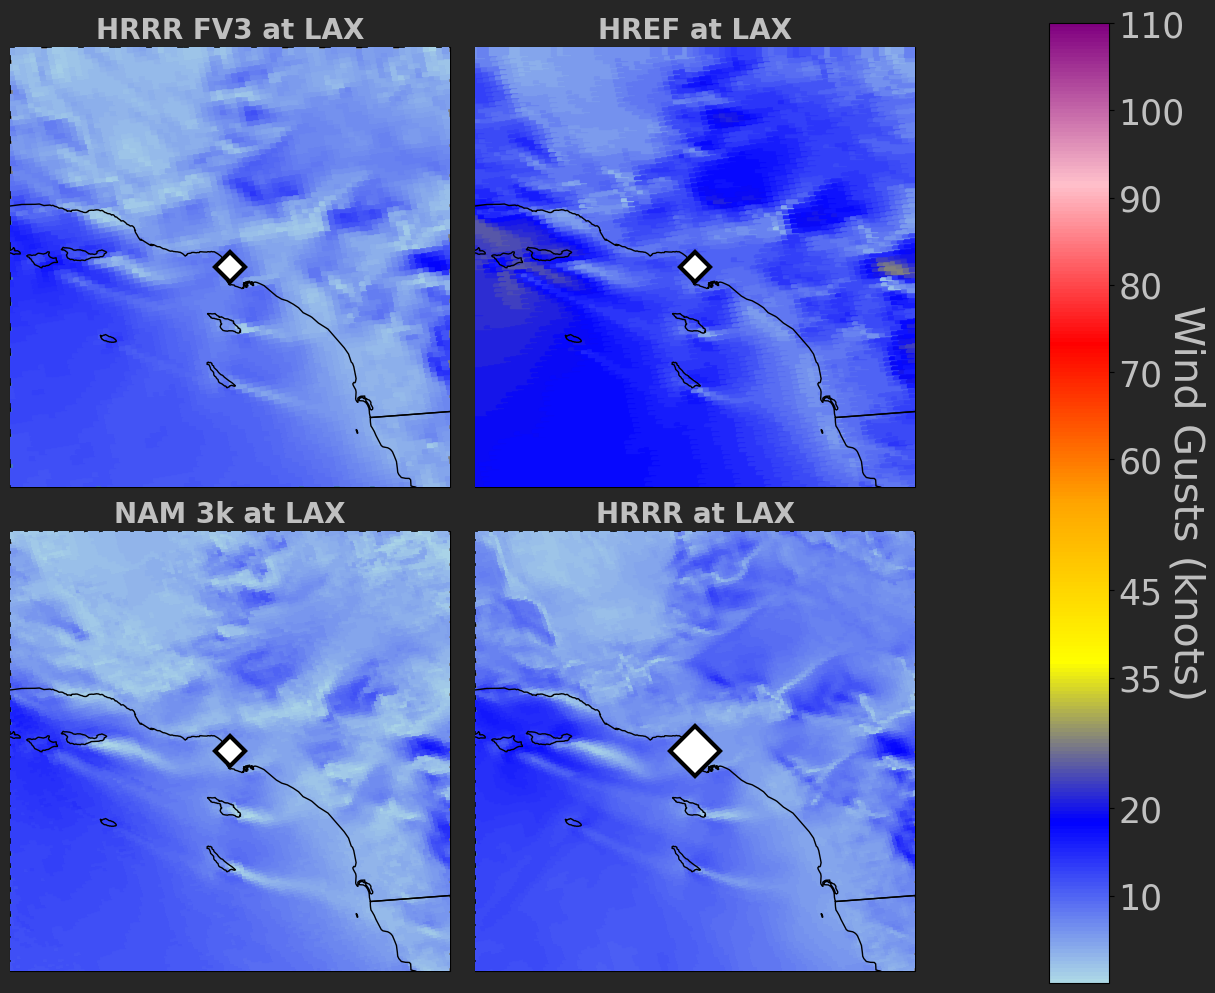 HRRR FV3 at LAX
HREF at LAX
NAM 3k at LAX
HRRR at LAX
110
100
90
80
70
60
45
35
20
10
Wind Gusts (knots)